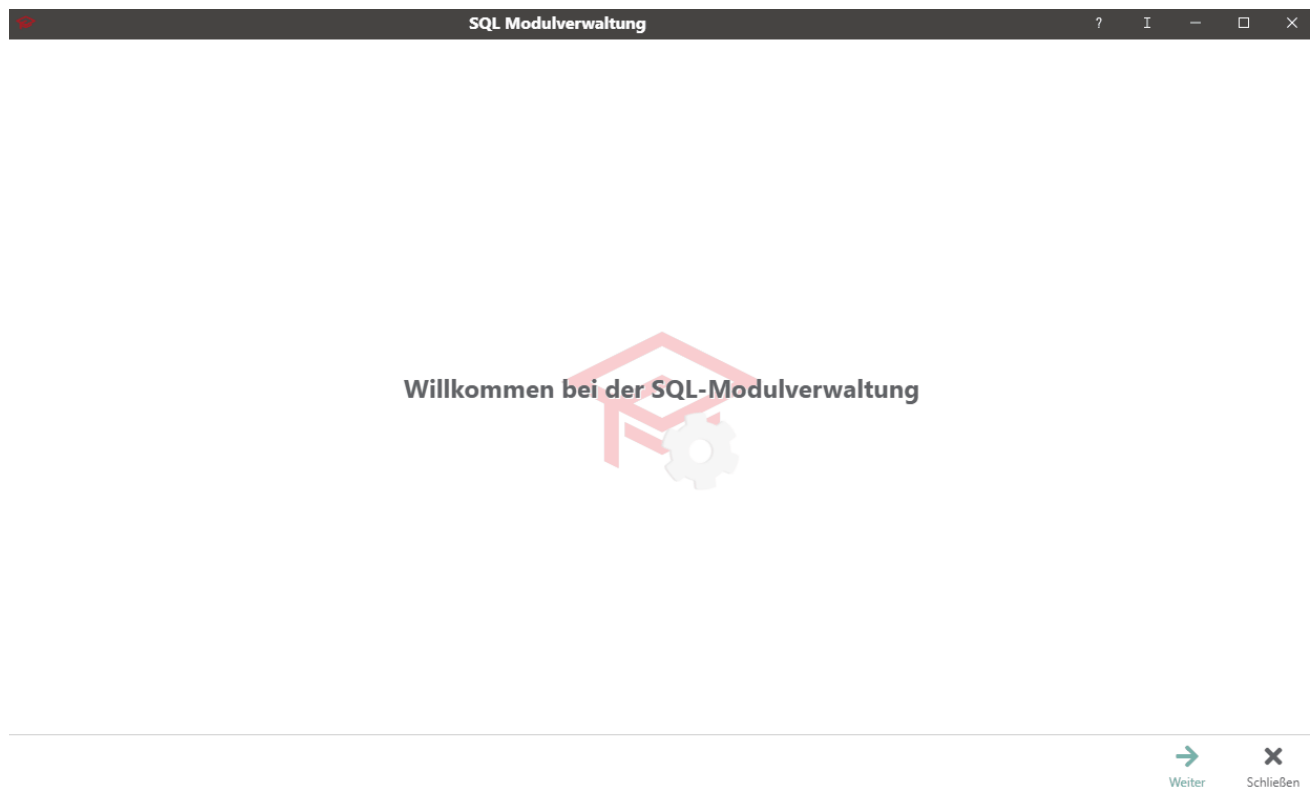 SQL Modulverwaltung
Willkommen bei der SQL-Modulverwaltung
Weiter
Schließen